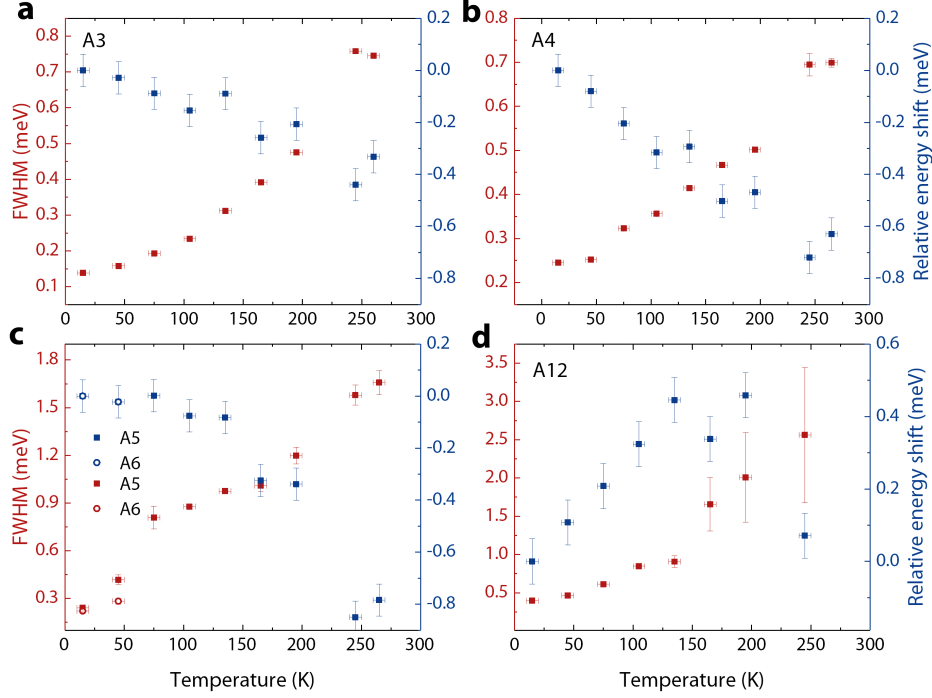 a
b
A3
A4
0.8
0.7
0.6
0.5
0.4
0.3
0.2
0.1
FWHM (meV)
0.2
0.0
-0.2
-0.4
-0.6
-0.8
0.8
0.7
0.6
0.5
0.4
0.3
0.2
0.2
0.0
-0.2
-0.4
-0.6
-0.8
Relative energy shift (meV)
0 50 100 150 200 250 300
0 50 100 150 200 250 300
c
d
A12
1.8
1.5
1.2
0.9
0.6
0.3
FWHM (meV)
A5
A6
A5
A6
0.2
0.0
-0.2
-0.4
-0.6
-0.8
3.5
3.0
2.5
2.0
1.5
1.0
0.5
0.6
0.4
0.2
0.0
Relative energy shift (meV)
0 50 100 150 200 250 300
0 50 100 150 200 250 300
Temperature (K)
Temperature (K)